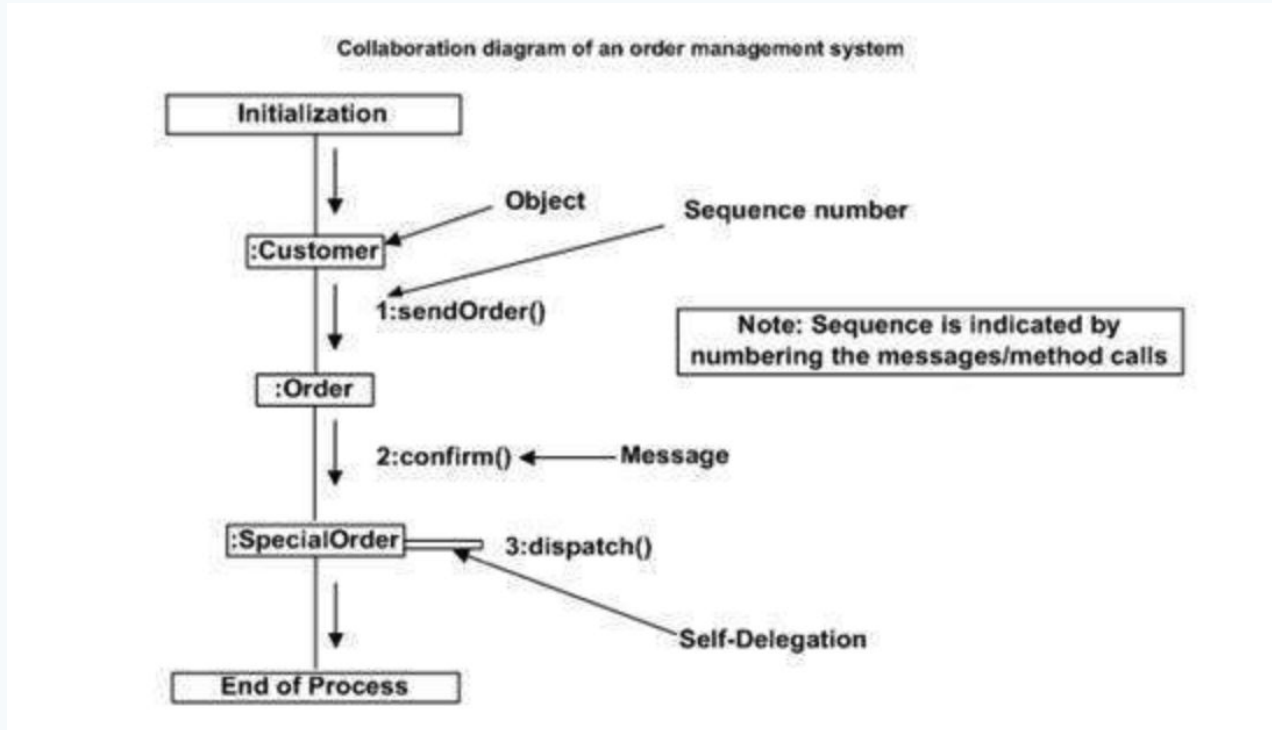 Collaboration diagram of an order management system
Initialization
Object
Sequence number
:Customer
1:sendOrder()
Note: Sequence is indicated by
numbering the messages/method calls
:Order
2:confirm()
Message
:SpecialOrder
3:dispatch()
Self-Delegation
End of Process